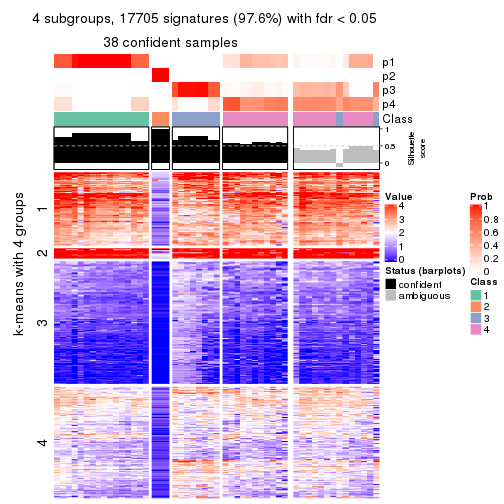 4 subgroups, 17705 signatures (97.6%) with fdr < 0.05
38 confident samples
p1
p2
p3
p4
Class
1
0.5
0
Silhouette
score
k-means with 4 groups
1
2
3
4
Value
4
3
2
1
0
Status (barplots)
confident
ambiguous
Prob
1
0.8
0.6
0.4
0.2
0
Class
1
2
3
4